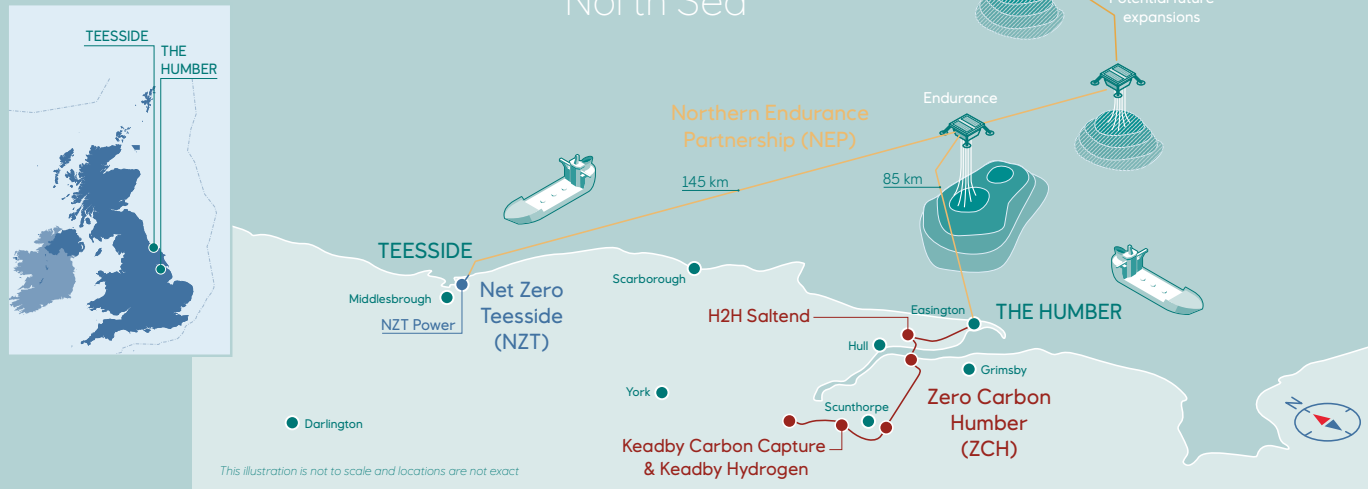 TEESSIDE
THE
HUMBER
North Sea
Potential future
expansions
Endurance
Northern Endurance
Partnership (NEP)
145 km
85 km
TEESSIDE
Middlesbrough
NZT Power
Net Zero
Teesside
(NZT)
Scarborough
H2H Saltend
Easington
THE HUMBER
Hull
Grimsby
York
Scunthorpe
Zero Carbon
Humber
(ZCH)
Darlington
Keadby Carbon Capture
& Keadby Hydrogen
N
This illustration is not to scale and locations are not exact